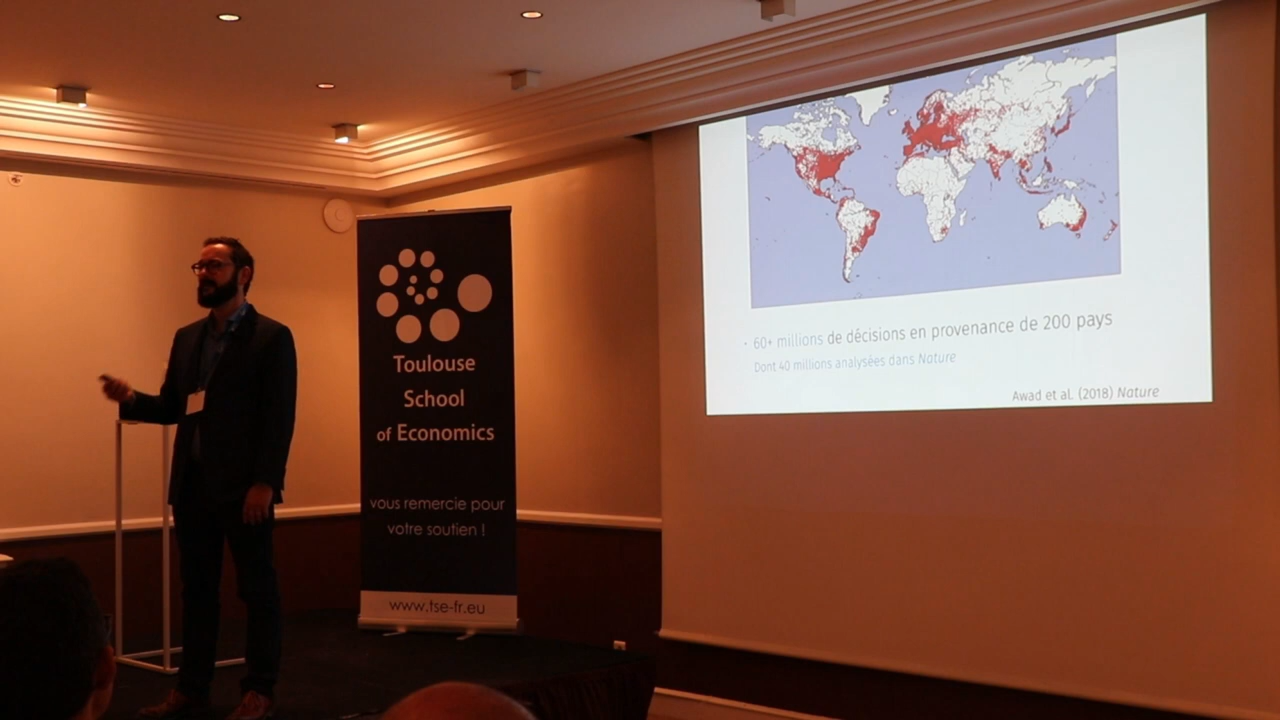 Toulouse
School
of Economics
vous remercie pour
votre soutien !
www.tse-fr.eu
- 60+ millions de décisions en provenance de 200 pays
Dont 40 millions analysées dans Nature
Awad et al. (2018) Nature